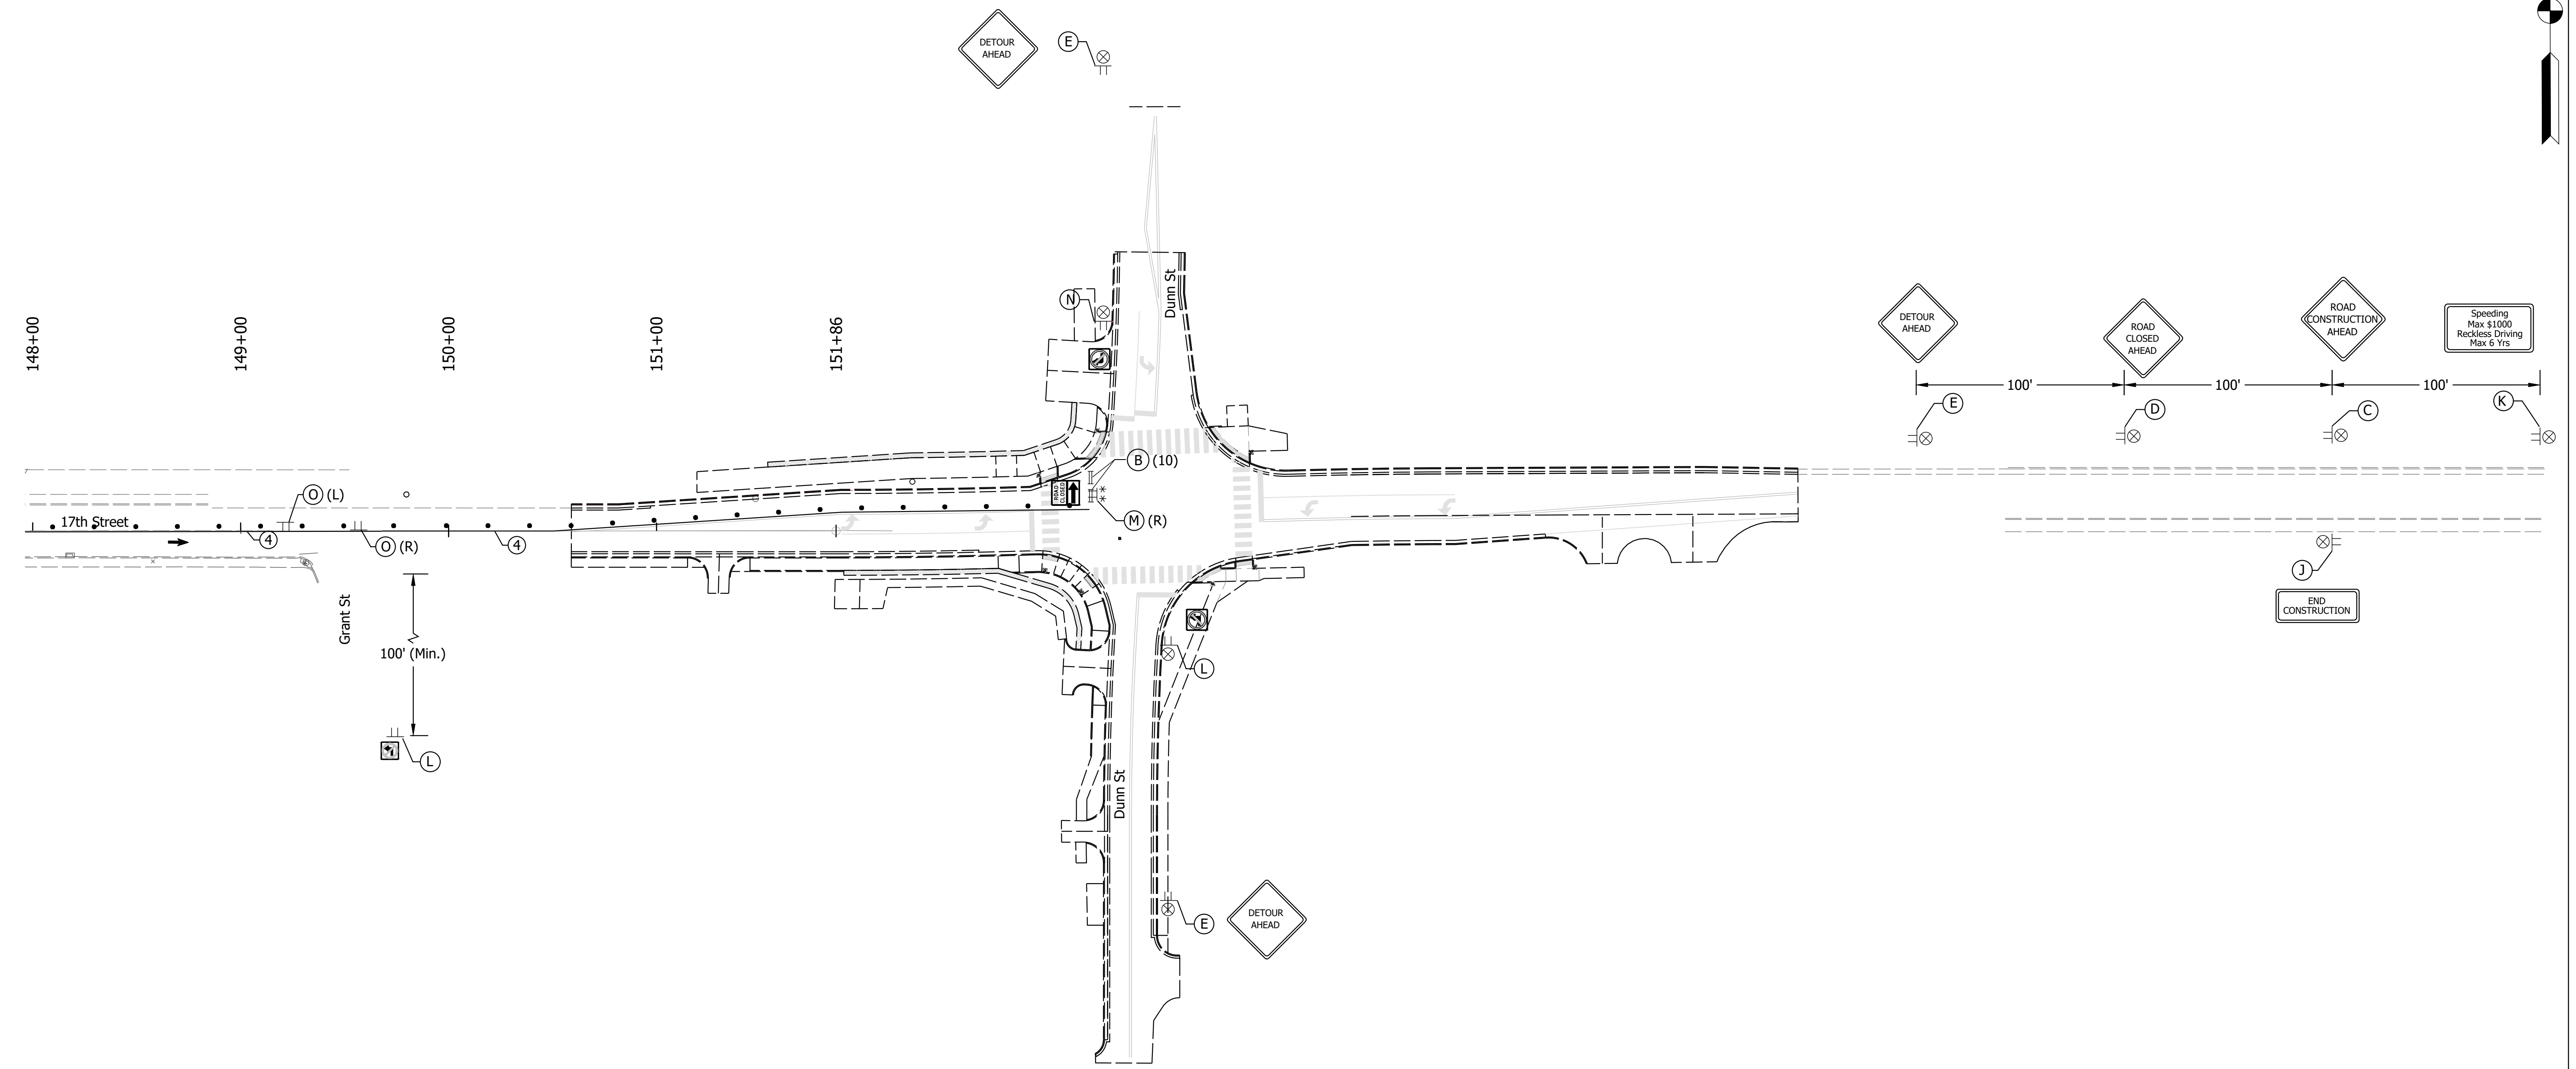 DETOUR
AHEAD
E
148+00
149+00
150+00
151+00
151+86
N
Dunn St
DETOUR
AHEAD
ROAD
CLOSED
AHEAD
ROAD
CONSTRUCTION
AHEAD
Speeding
Max $1000
Reckless Driving
Max 6 Yrs
100'
100'
100'
E
D
C
K
B (10)
ROAD
CLOSED
M (R)
O (L)
17th Street
4
O (R)
4
J
END
CONSTRUCTION
Grant St
100' (Min.)
L
L
Dunn St
E
DETOUR
AHEAD